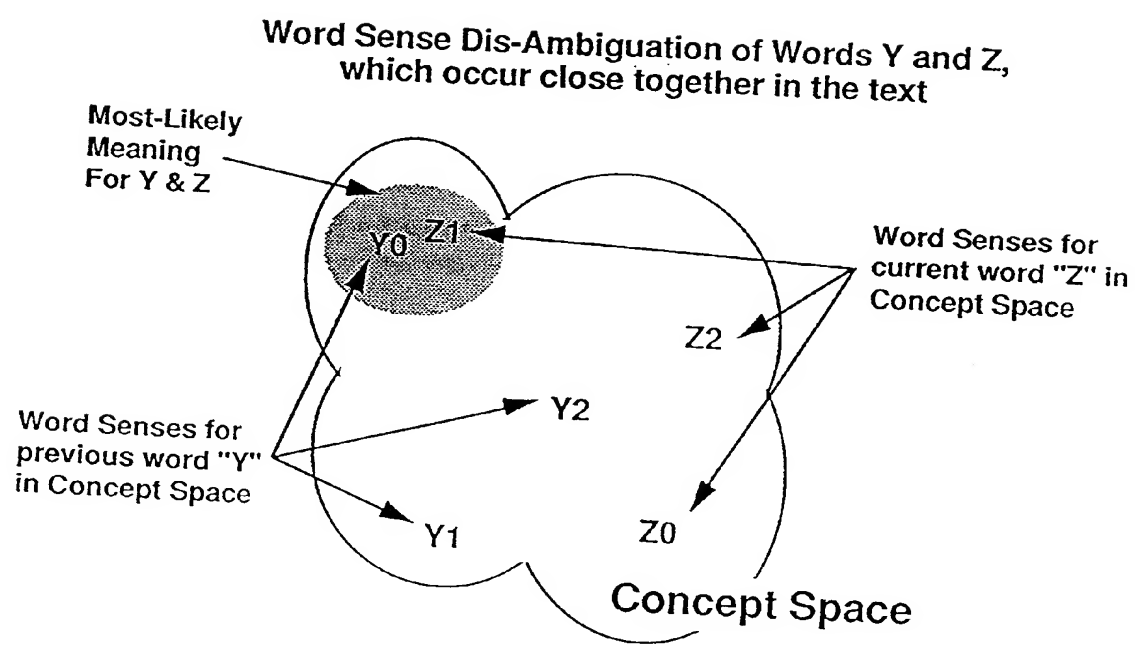 Word Sense Dis-Ambiguation of Words Y and Z,
which occur close together in the text
Most-Likely
Meaning
For Y & Z
Y0 Z1
Word Senses for
current word "Z" in
Concept Space
Z2
Y2
Word Senses for
previous word "Y"
in Concept Space
Y1
Z0
Concept Space